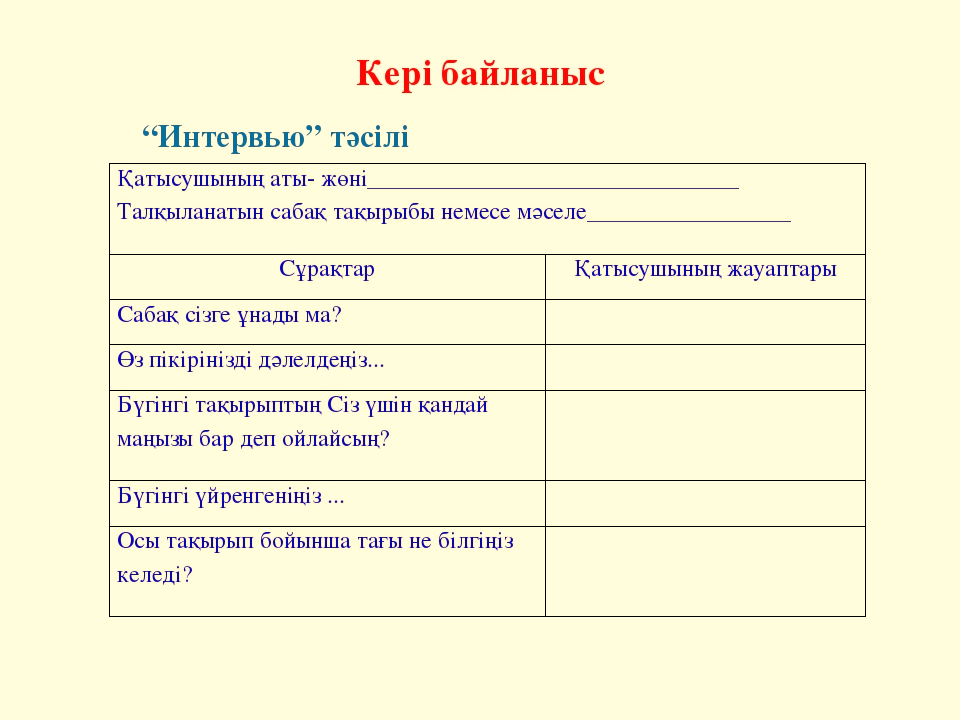 Кері байланыс
“Интервью” тәсілі
Қатысушының аты- жөні_______________________________
Талқыланатын сабақ тақырыбы немесе мәселе_________________
Сұрақтар
Қатысушының жауаптары
Сабақ сізге ұнады ма?
Өз пікірінізді дәлелдеңіз...
Бүгінгі тақырыптың Сіз үшін қандай
маңызы бар деп ойлайсың?
Бүгінгі үйренгеніңіз ...
Осы тақырып бойынша тағы не білгіңіз
келеді?